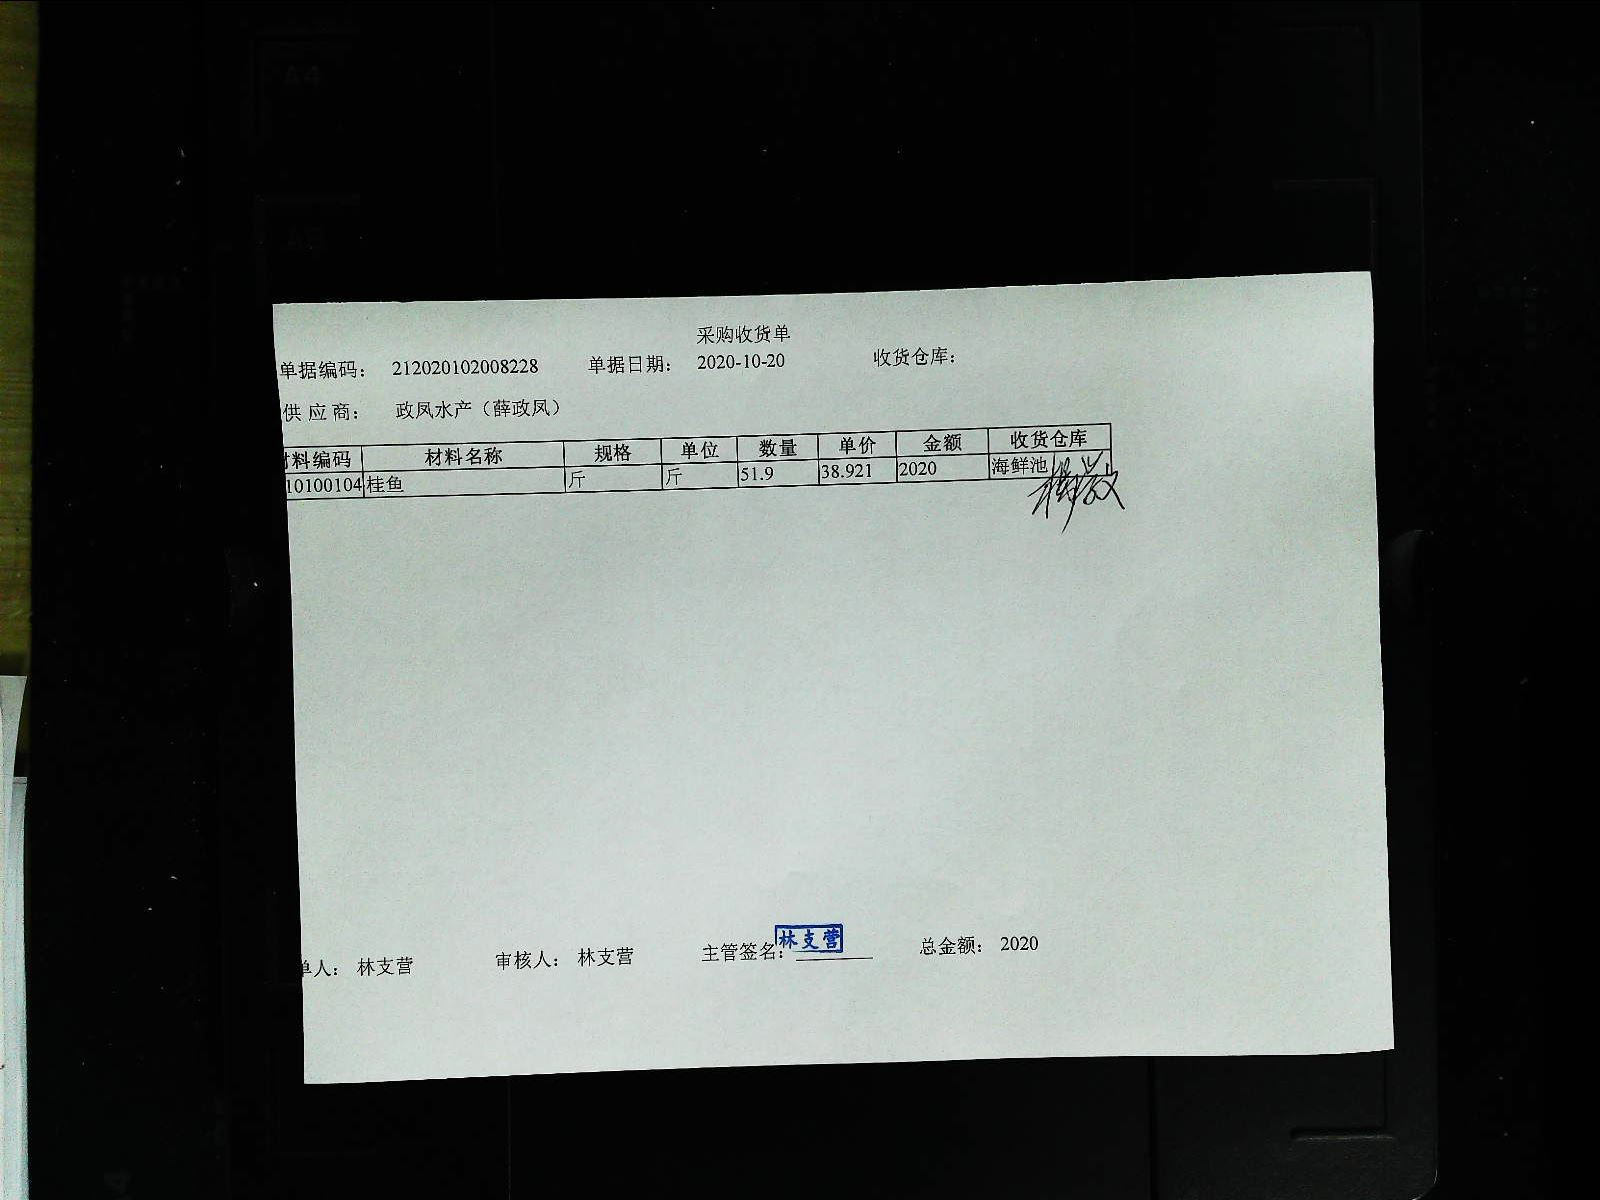 采购收货单
单据编码： 212020102008228 单据日期： 2020-10-20 收货仓库：
供 应 商： 政凤水产（薛政凤）
材料编码 材料名称 规格 单位 数量 单价 金额 收货仓库
10100104 桂鱼 斤 斤 51.9 38.921 2020 海鲜池
单人： 林支营 审核人： 林支营 主管签名： 林支营 总金额： 2020